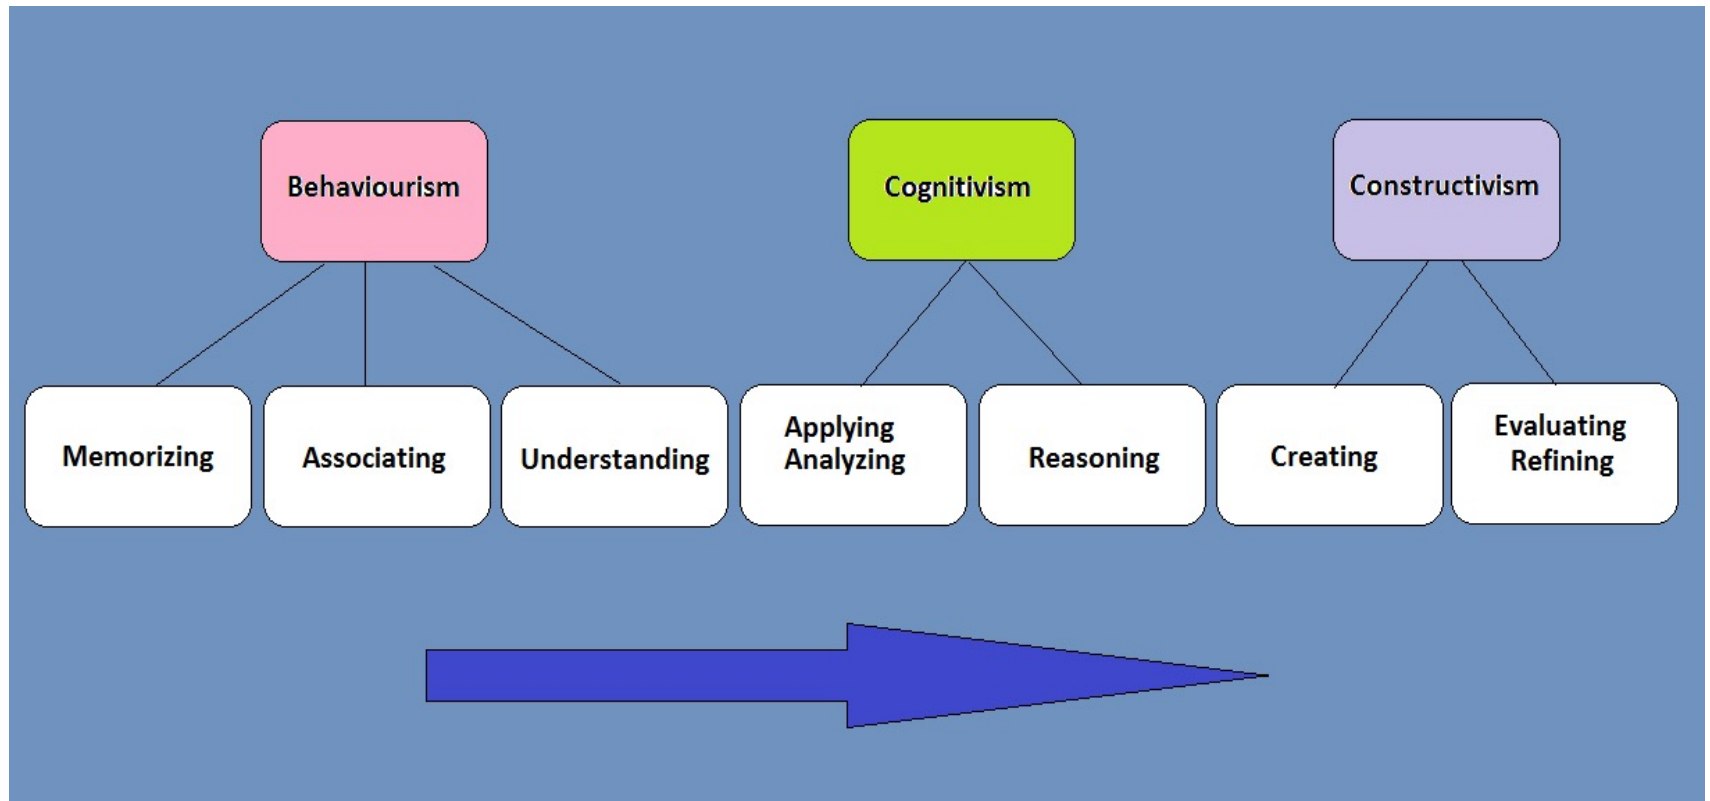 Behaviourism
Cognitivism
Constructivism
Memorizing
Associating
Understanding
Applying
Analyzing
Reasoning
Creating
Evaluating
Refining